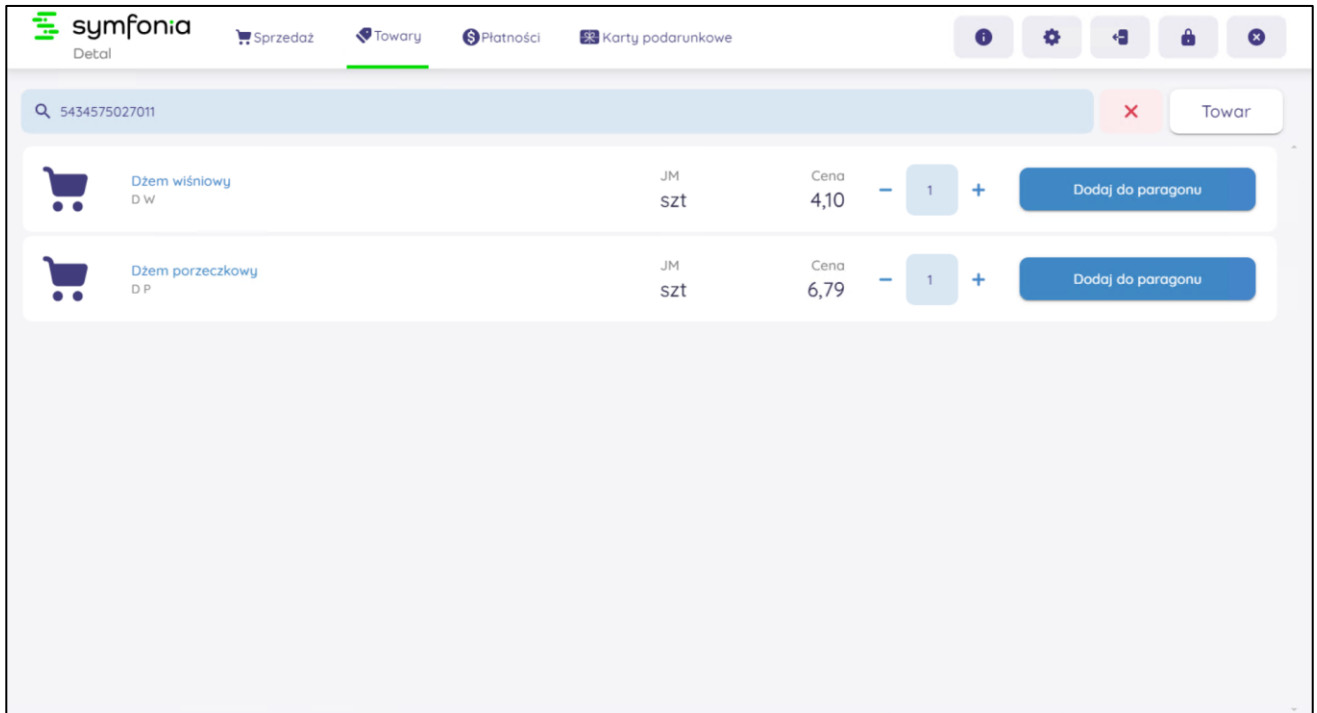 symfonia
Detal
Sprzedaż Towary Płatności Karty podarunkowe
5434575027011 Towar
Dżem wiśniowy
D W
JM
szt
Cena
4,10
1
Dodaj do paragonu
Dżem porzeczkowy
D P
JM
szt
Cena
6,79
1
Dodaj do paragonu